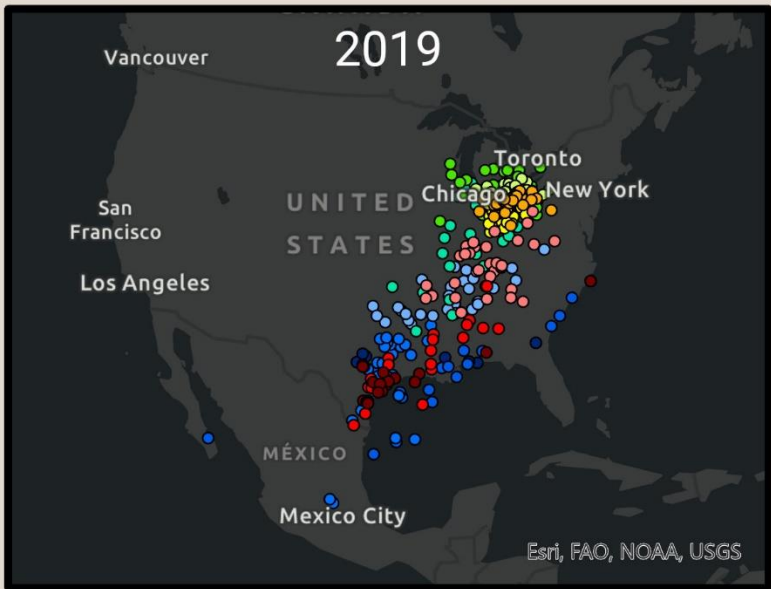 2019
Vancouver
Toronto
Chicago
New York
UNITED
STATES
San
Francisco
Los Angeles
MÉXICO
Mexico City
Esri, FAO, NOAA, USGS